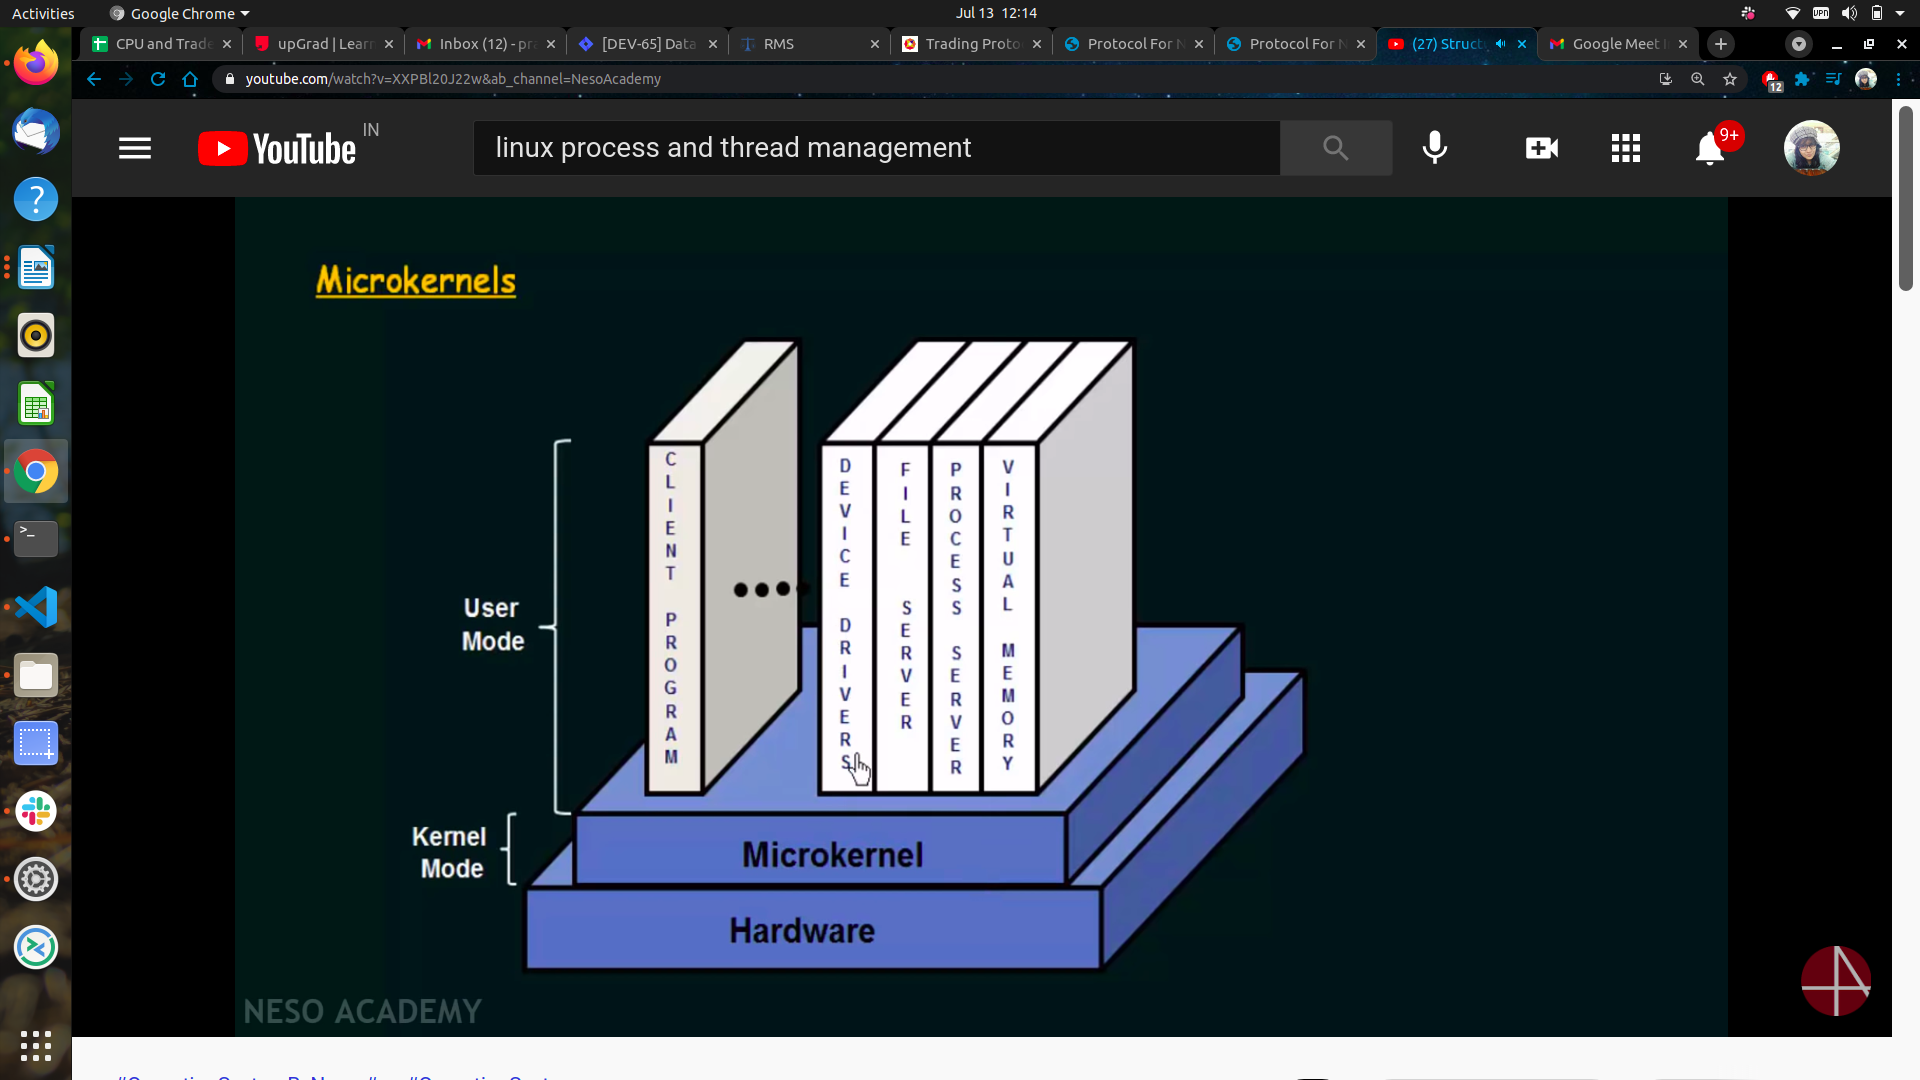 Activities
Google Chrome
Jul 13 12:14
VPN
CPU and Trade
upGrad | Learn
Inbox (12) - pra
[DEV-65] Data
RMS
Trading Proto
Protocol For N
Protocol For N
(27) Struct
Google Meet
youtube.com/watch?v=XXPBl20J22w&ab_channel=NesoAcademy
12
YouTube IN
linux process and thread management
9+
Microkernels
CLIENT PROGRAM
DEVICE DRIVERS
FILE SERVER
PROCESS SERVER
VIRTUAL MEMORY
User
Mode
Kernel
Mode
Microkernel
Hardware
NESO ACADEMY